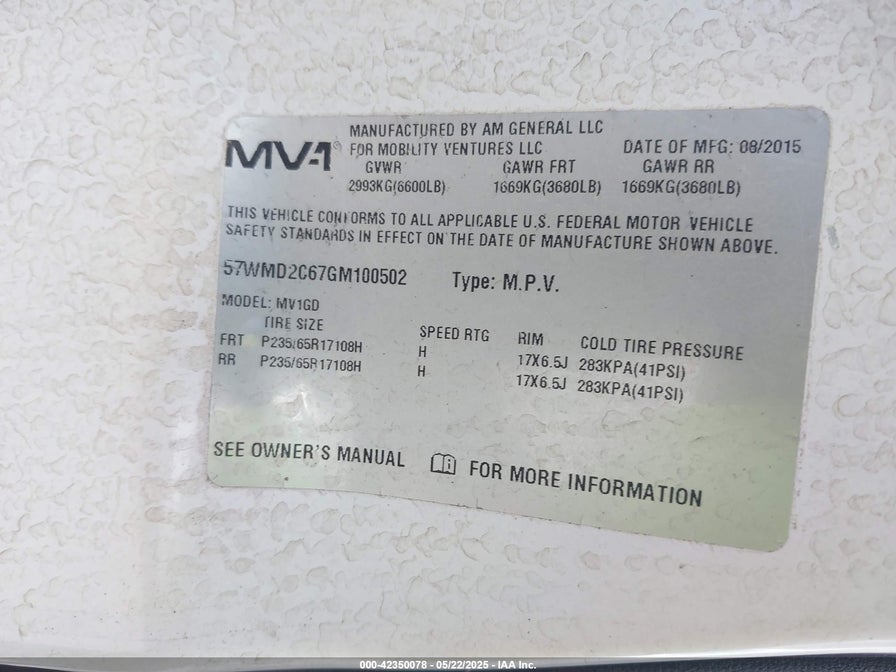 MV-1® MANUFACTURED BY AM GENERAL LLC
FOR MOBILITY VENTURES LLC DATE OF MFG: 08/2015
GVWR GAWR FRT GAWR RR
2993KG(6600LB) 1669KG(3680LB) 1669KG(3680LB)
THIS VEHICLE CONFORMS TO ALL APPLICABLE U.S. FEDERAL MOTOR VEHICLE
SAFETY STANDARDS IN EFFECT ON THE DATE OF MANUFACTURE SHOWN ABOVE.
57WMD2C67GM100502 Type: M.P.V.
MODEL: MV1GD
TIRE SIZE SPEED RTG RIM COLD TIRE PRESSURE
FRT P235/65R17108H H 17X6.5J 283KPA(41PSI)
RR P235/65R17108H H 17X6.5J 283KPA(41PSI)
SEE OWNER'S MANUAL FOR MORE INFORMATION
000-42350078 - 05/22/2025 - IAA Inc.